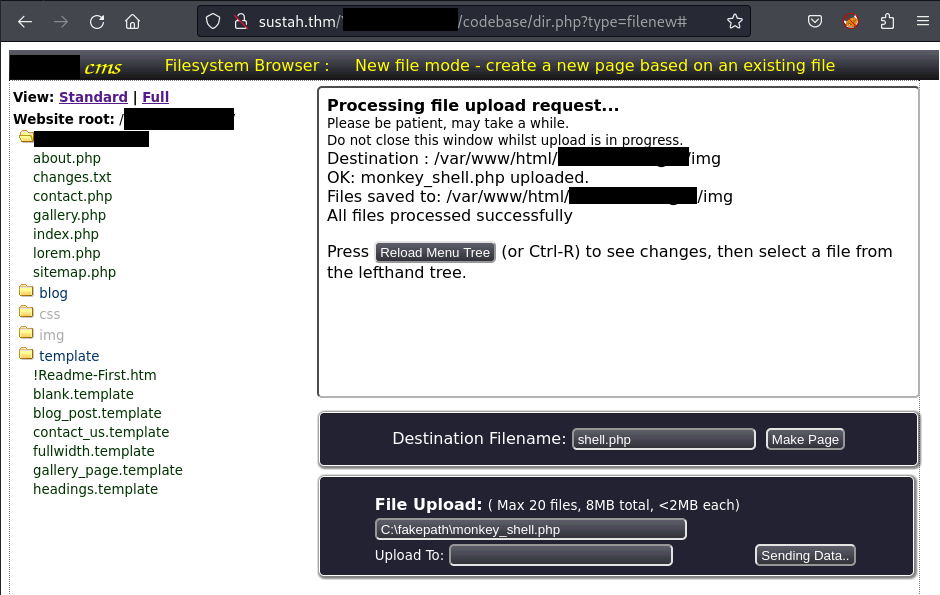 sustah.thm/ /codebase/dir.php?type=filenew#
cms Filesystem Browser : New file mode - create a new page based on an existing file
View: Standard | Full
Website root: /
about.php
changes.txt
contact.php
gallery.php
index.php
lorem.php
sitemap.php
blog
css
img
template
!Readme-First.htm
blank.template
blog_post.template
contact_us.template
fullwidth.template
gallery_page.template
headings.template
Processing file upload request...
Please be patient, may take a while.
Do not close this window whilst upload is in progress.
Destination : /var/www/html/ /img
OK: monkey_shell.php uploaded.
Files saved to: /var/www/html/ /img
All files processed successfully
Press Reload Menu Tree (or Ctrl-R) to see changes, then select a file from
the lefthand tree.
Destination Filename: shell.php Make Page
File Upload: ( Max 20 files, 8MB total, <2MB each)
C:\fakepath\monkey_shell.php
Upload To: Sending Data..